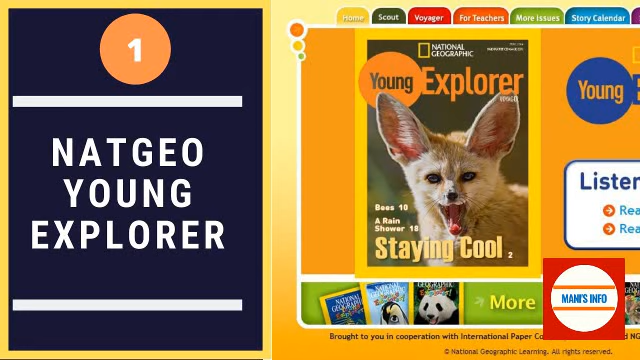 1
NATGEO
YOUNG
EXPLORER
Home
Scout
Voyager
For Teachers
More Issues
Story Calendar
NATIONAL
GEOGRAPHIC
Young Explorer
Bees 10
A Rain
Shower 18
Staying Cool 2
Young
Listen
Rea
Rea
More
MANI'S INFO
Brought to you in cooperation with International Paper Co
© National Geographic Learning. All rights reserved.